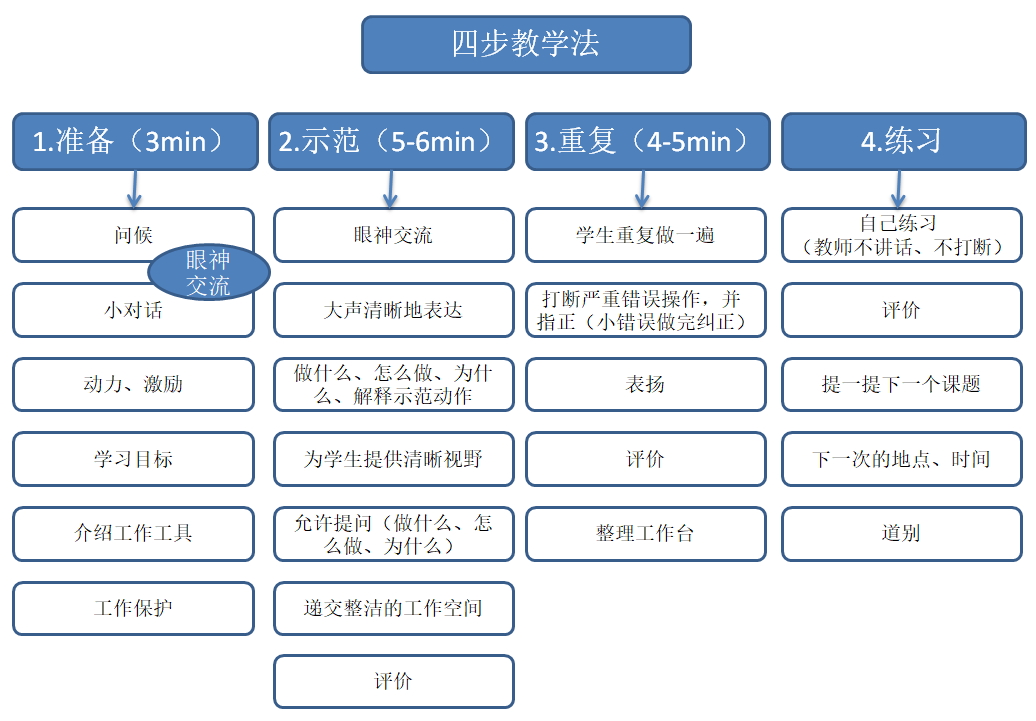 四步教学法
1.准备（3min）
问候
眼神
交流
小对话
动力、激励
学习目标
介绍工作工具
工作保护
2.示范（5-6min）
眼神交流
大声清晰地表达
做什么、怎么做、为什
么、解释示范动作
为学生提供清晰视野
允许提问（做什么、怎
么做、为什么）
递交整洁的工作空间
评价
3.重复（4-5min）
学生重复做一遍
打断严重错误操作，并
指正（小错误做完纠正）
表扬
评价
整理工作台
4.练习
自己练习
（教师不讲话、不打断）
评价
提一提下一个课题
下一次的地点、时间
道别